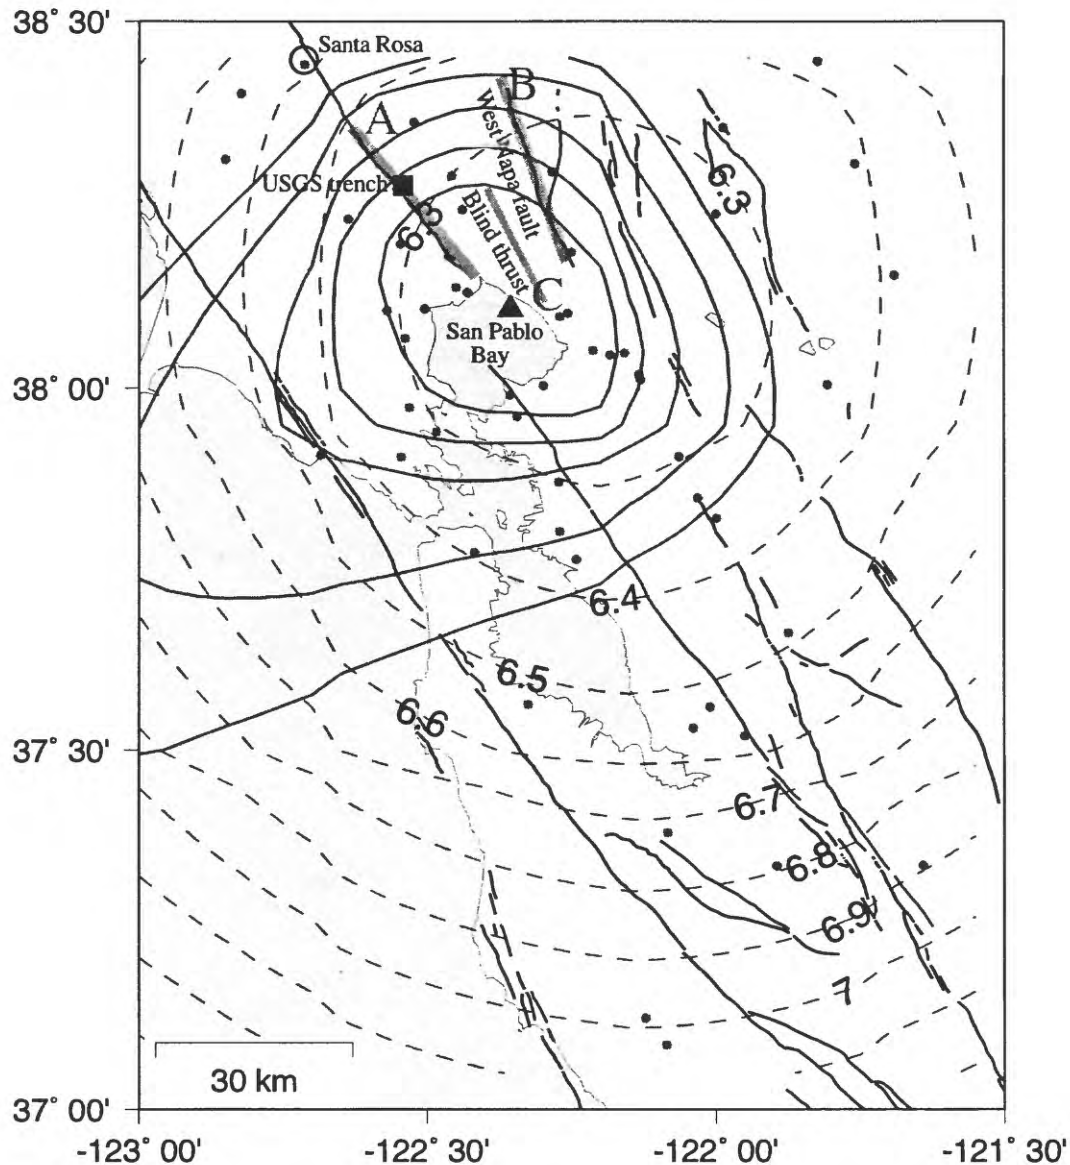 38° 30'
Santa Rosa
A
B
West Napa fault
USGS trench
6.3
6.3
Blind thrust
C
San Pablo
Bay
38° 00'
6.4
6.5
6.6
37° 30'
6.7
6.8
6.9
7
30 km
37° 00'
-123° 00'
-122° 30'
-122° 00'
-121° 30'